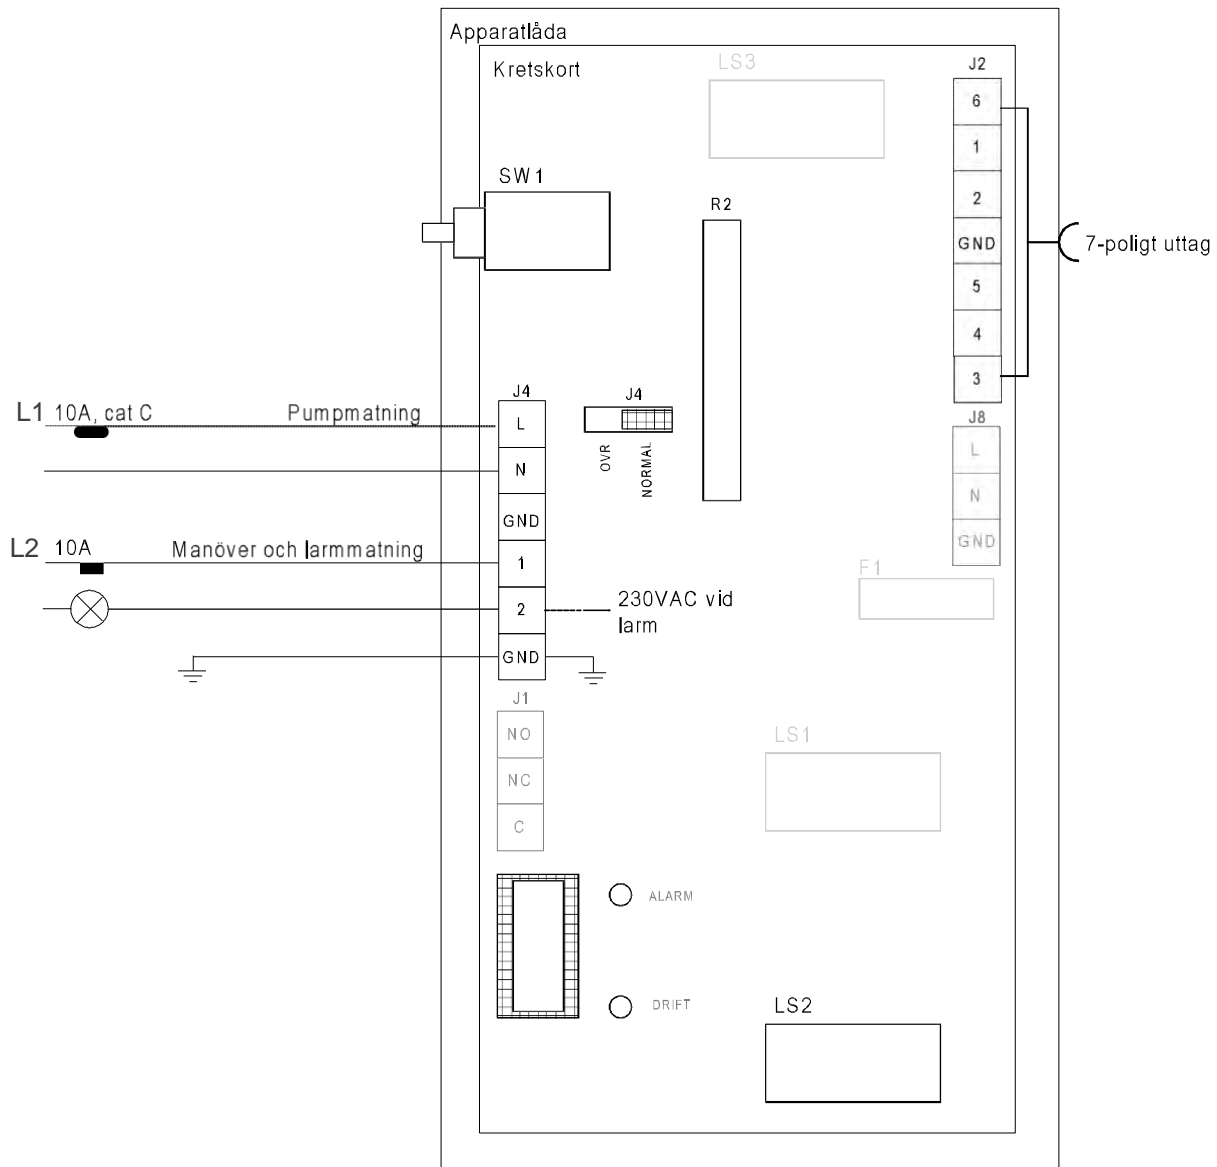 Apparatlåda
Kretskort
LS3
J2
6
1
2
GND
5
4
3
SW1
R2
7-poligt uttag
J4
L1 10A, cat C Pumpmatning
L
N
GND
L2 10A Manöver och larmmatning
1
2
230VAC vid
larm
GND
J4
OVR
NORMAL
J8
L
N
GND
F1
J1
NO
NC
C
LS1
ALARM
DRIFT
LS2